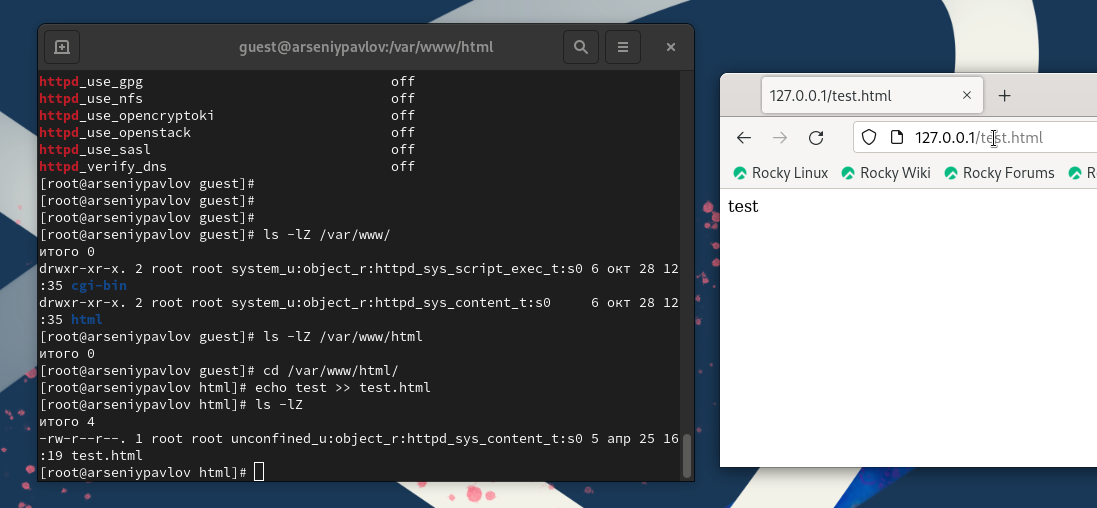 guest@arseniypavlov:/var/www/html
httpd_use_gpg off
httpd_use_nfs off
httpd_use_opencryptoki off
httpd_use_openstack off
httpd_use_sasl off
httpd_verify_dns off
[root@arseniypavlov guest]#
[root@arseniypavlov guest]#
[root@arseniypavlov guest]#
[root@arseniypavlov guest]# ls -lZ /var/www/
итого 0
drwxr-xr-x. 2 root root system_u:object_r:httpd_sys_script_exec_t:s0 6 окт 28 12
:35 cgi-bin
drwxr-xr-x. 2 root root system_u:object_r:httpd_sys_content_t:s0 6 окт 28 12
:35 html
[root@arseniypavlov guest]# ls -lZ /var/www/html
итого 0
[root@arseniypavlov guest]# cd /var/www/html/
[root@arseniypavlov html]# echo test >> test.html
[root@arseniypavlov html]# ls -lZ
итого 4
-rw-r--r--. 1 root root unconfined_u:object_r:httpd_sys_content_t:s0 5 апр 25 16
:19 test.html
[root@arseniypavlov html]#
127.0.0.1/test.html
127.0.0.1/test.html
Rocky Linux Rocky Wiki Rocky Forums R
test